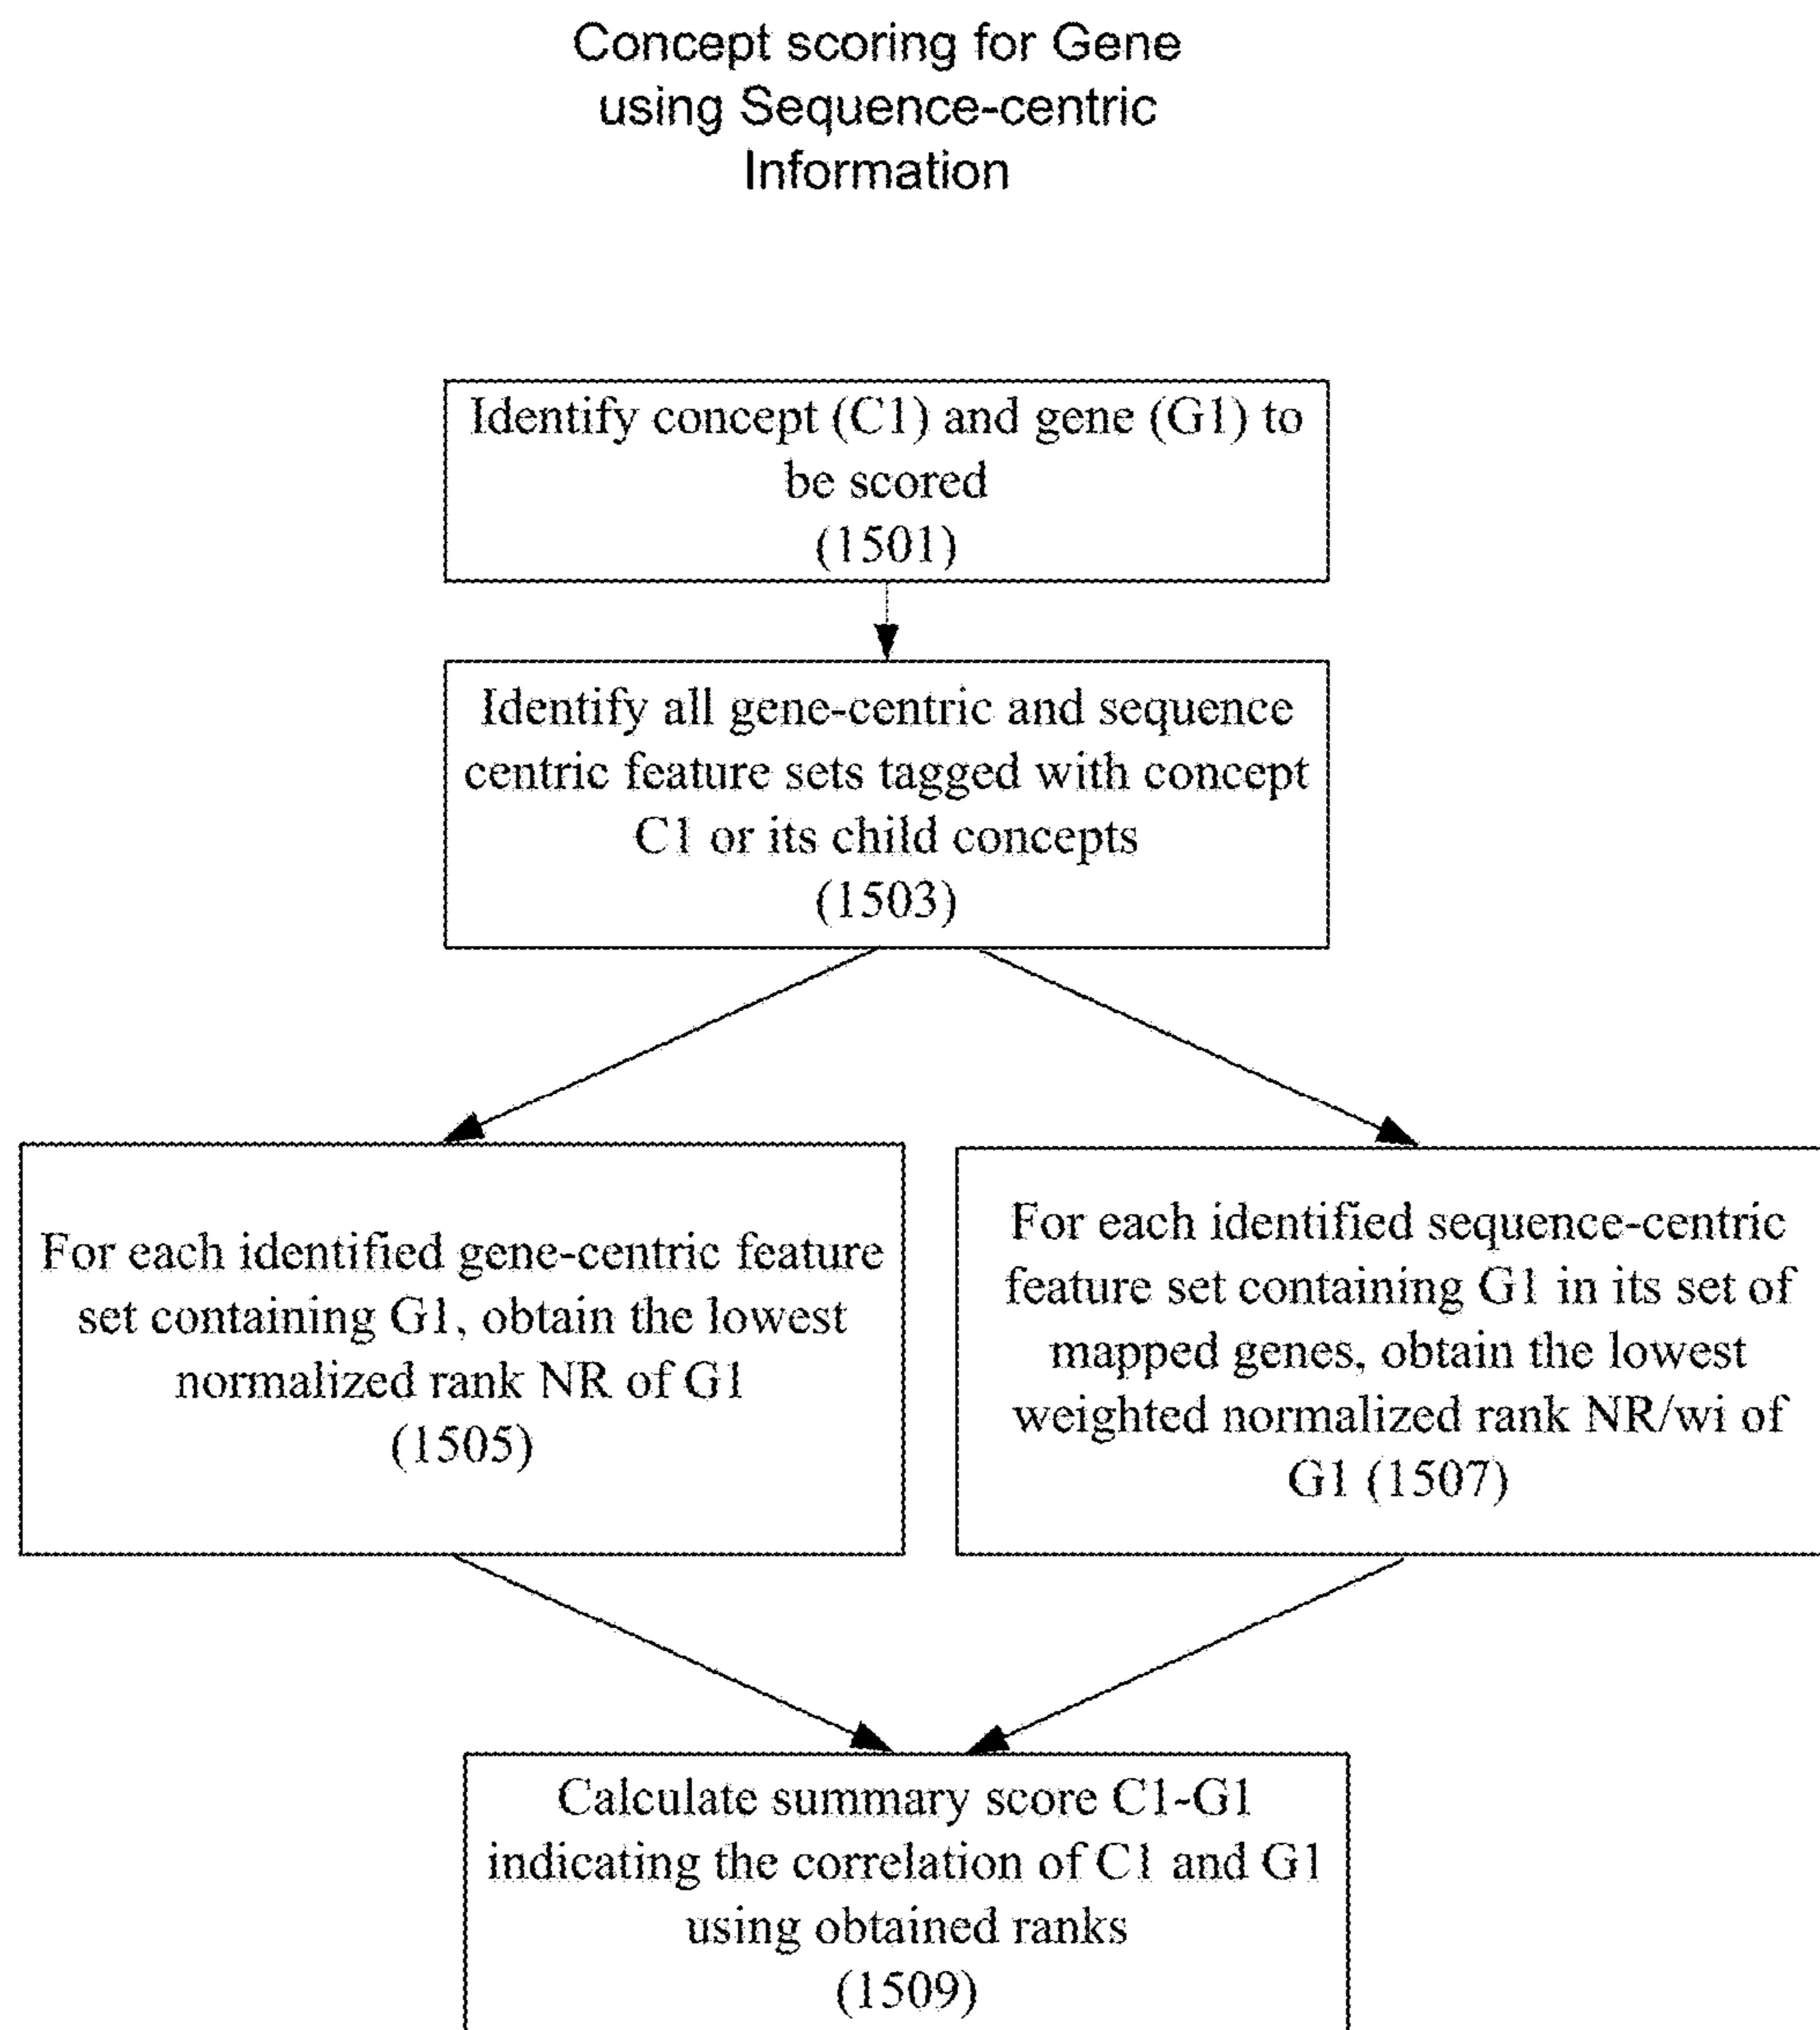 Concept scoring for Gene
using Sequence-centric
Information
Identify concept (C1) and gene (G1) to
be scored
(1501)
Identify all gene-centric and sequence
centric feature sets tagged with concept
C1 or its child concepts
(1503)
For each identified gene-centric feature
set containing G1, obtain the lowest
normalized rank NR of G1
(1505)
For each identified sequence-centric
feature set containing G1 in its set of
mapped genes, obtain the lowest
weighted normalized rank NR/wi of
G1 (1507)
Calculate summary score C1-G1
indicating the correlation of C1 and G1
using obtained ranks
(1509)